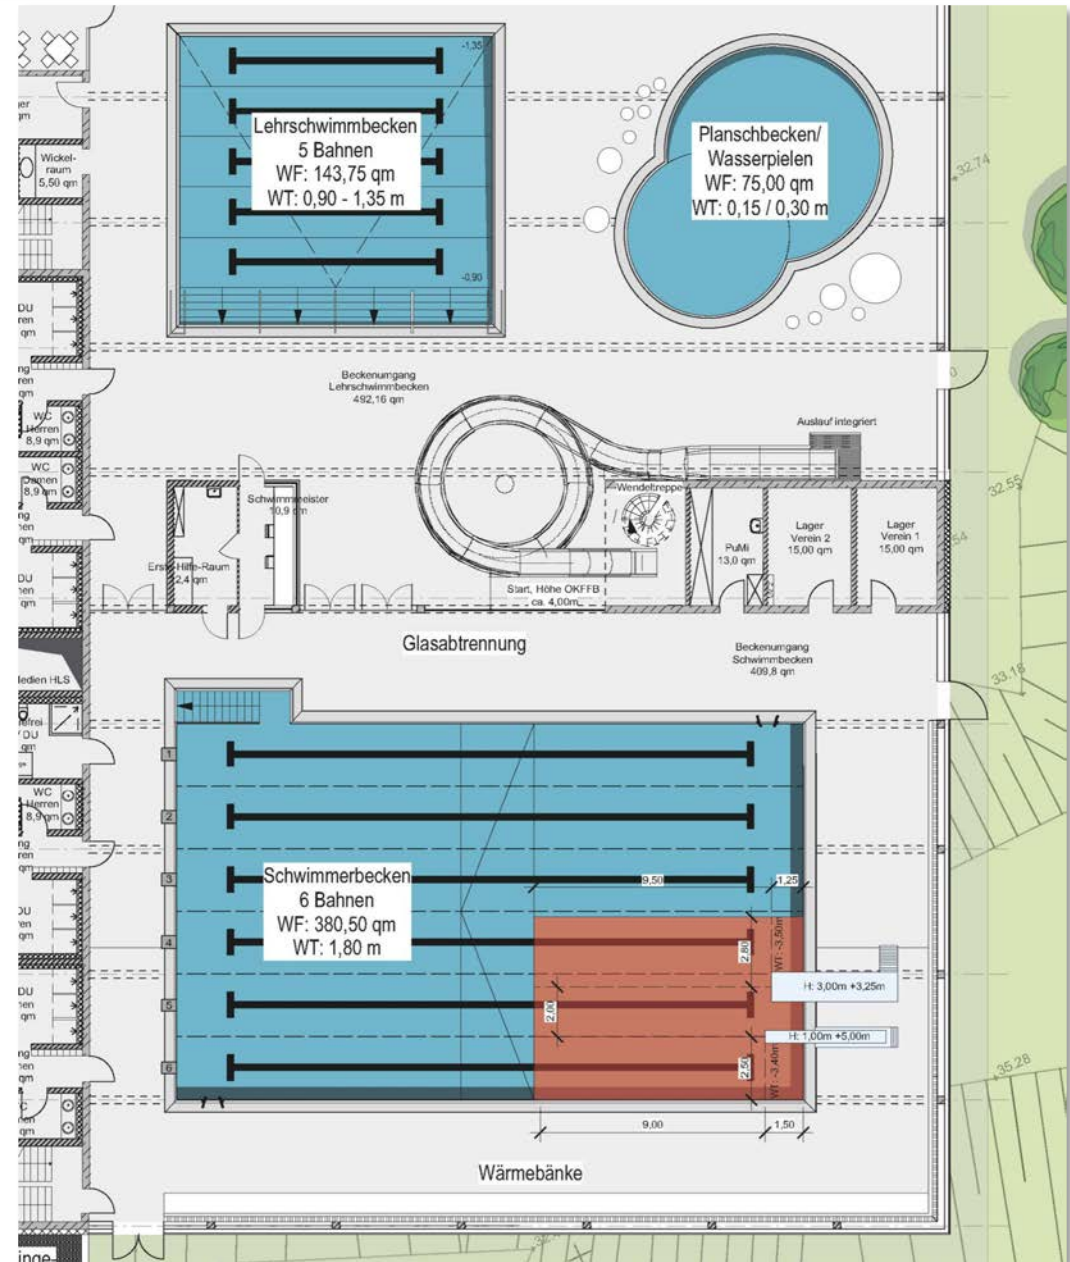 -1,35
Lehrschwimmbecken
5 Bahnen
WF: 143,75 qm
WT: 0,90 - 1,35 m
-0,90
Planschbecken/
Wasserpielen
WF: 75,00 qm
WT: 0,15 / 0,30 m
32.74
Wickel-
raum
5,50 qm
DU
WC
Herren
8,9 qm
WC
Damen
8,9 qm
DU
Beckenumgang
Lehrschwimmbecken
492,16 qm
Auslauf integriert
32.55
Schwimmmeister
10,9 qm
Erste-Hilfe-Raum
2,4 qm
Wendeltreppe
Start, Höhe OKFFB
ca. 4,00m
PuMi
13,0 qm
Lager
Verein 2
15,00 qm
Lager
Verein 1
15,00 qm
Glasabtrennung
Beckenumgang
Schwimmbecken
409,8 qm
33.18
Medien HLS
DU
qm
WC
Herren
8,9 qm
1
2
3
4
5
6
Schwimmerbecken
6 Bahnen
WF: 380,50 qm
WT: 1,80 m
9,50
1,25
2,80
WT: -3,50m
H: 3,00m +3,25m
2,00
H: 1,00m +5,00m
2,50
WT: -3,40m
9,00
1,50
35.28
Wärmebänke